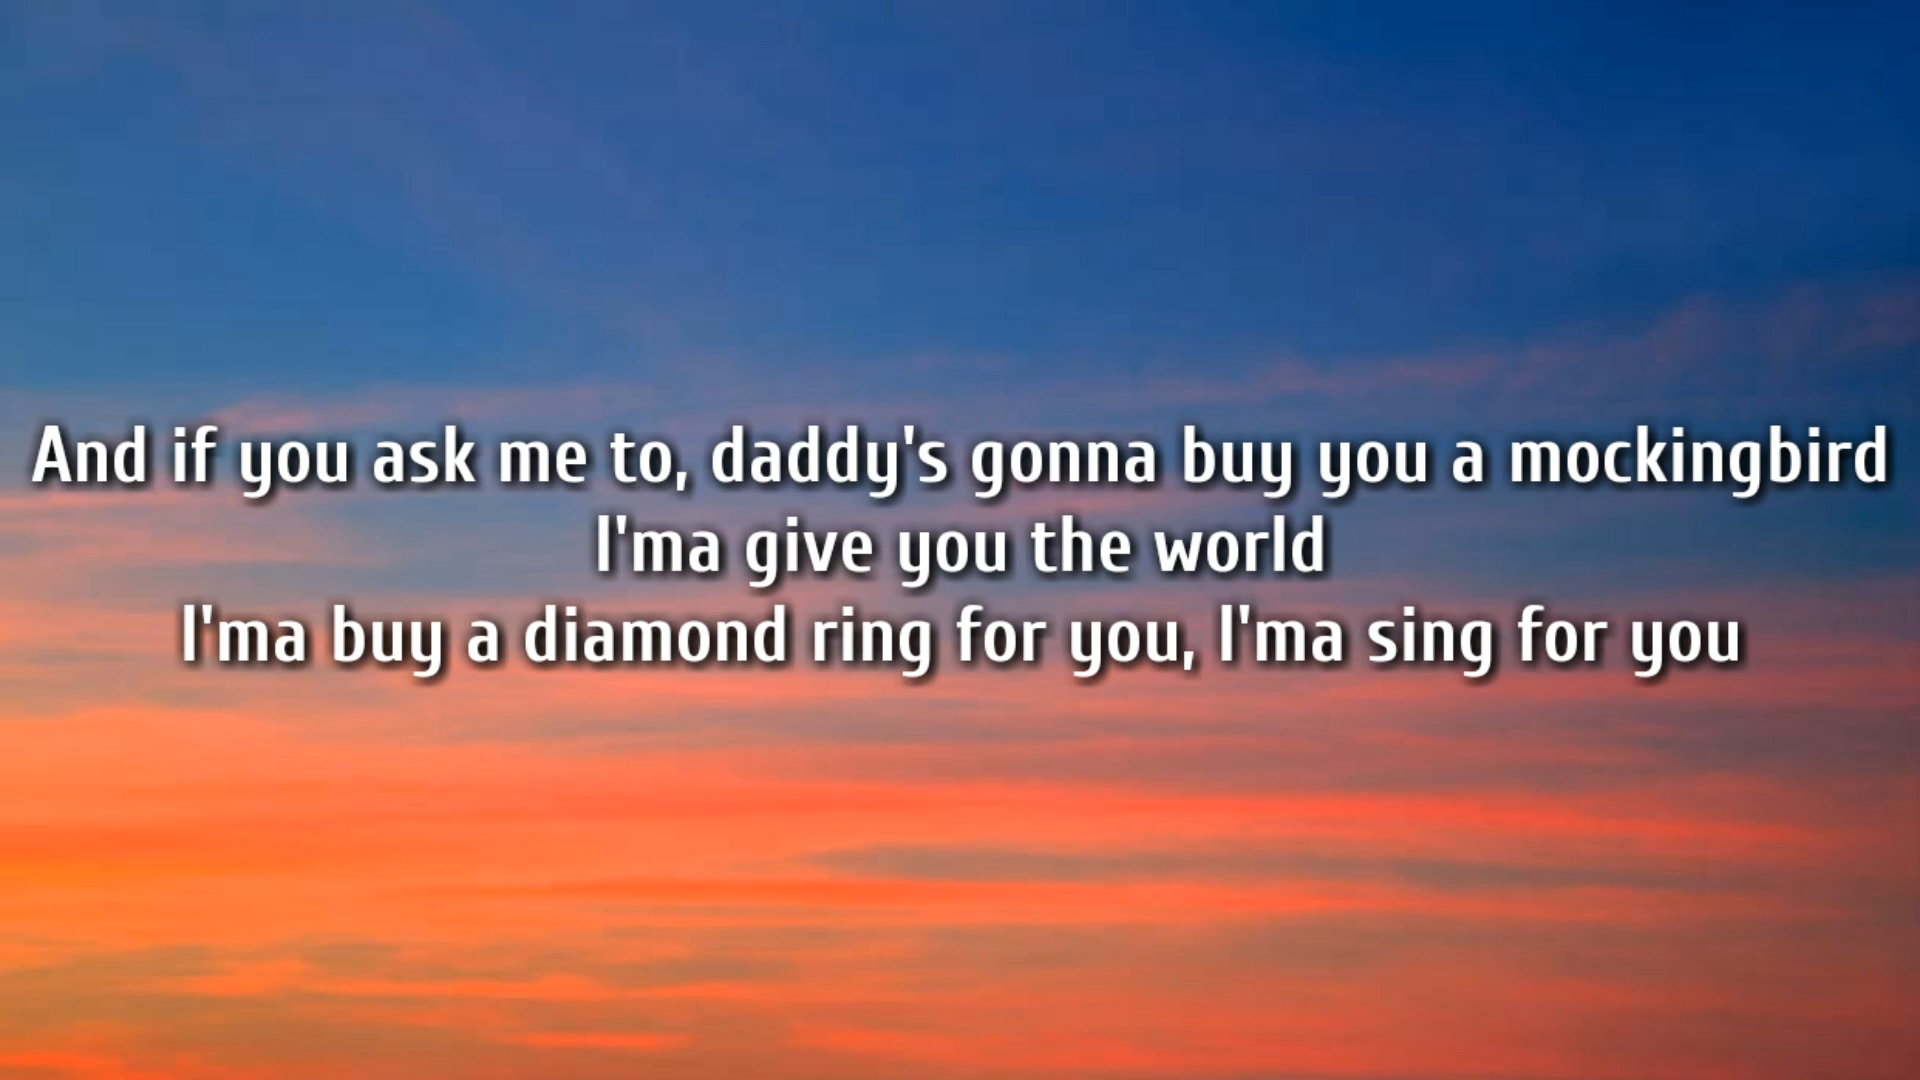 And if you ask me to, daddy's gonna buy you a mockingbird
I'ma give you the world
I'ma buy a diamond ring for you, I'ma sing for you